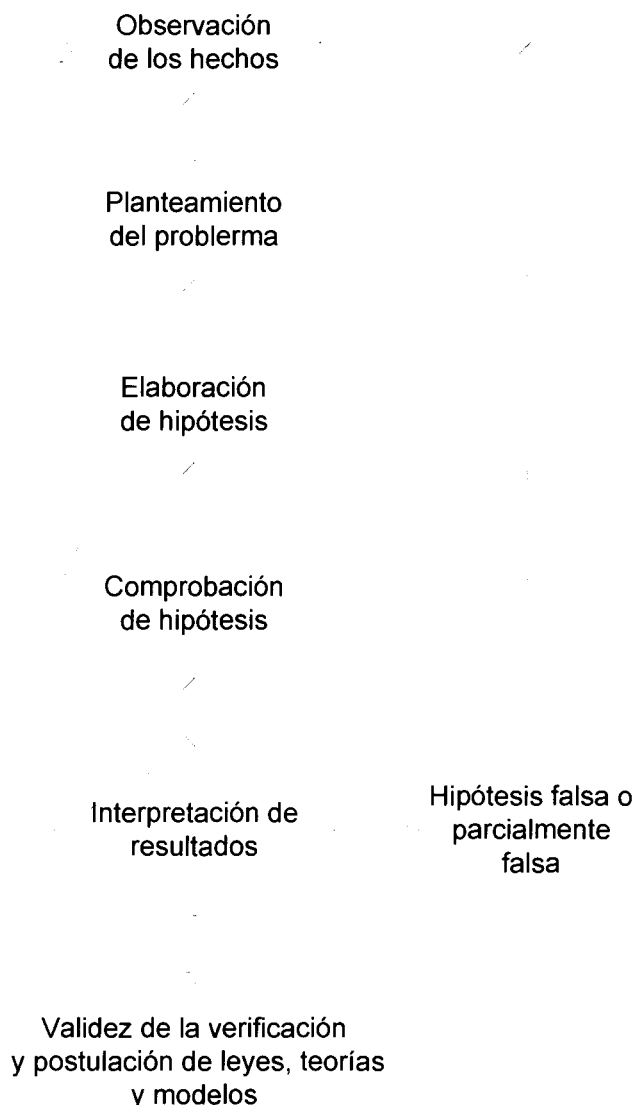 Observación
de los hechos
Planteamiento
del problerma
Elaboración
de hipótesis
Comprobación
de hipótesis
Interpretación de
resultados
Hipótesis falsa o
parcialmente
falsa
Validez de la verificación
y postulación de leyes, teorías
y modelos